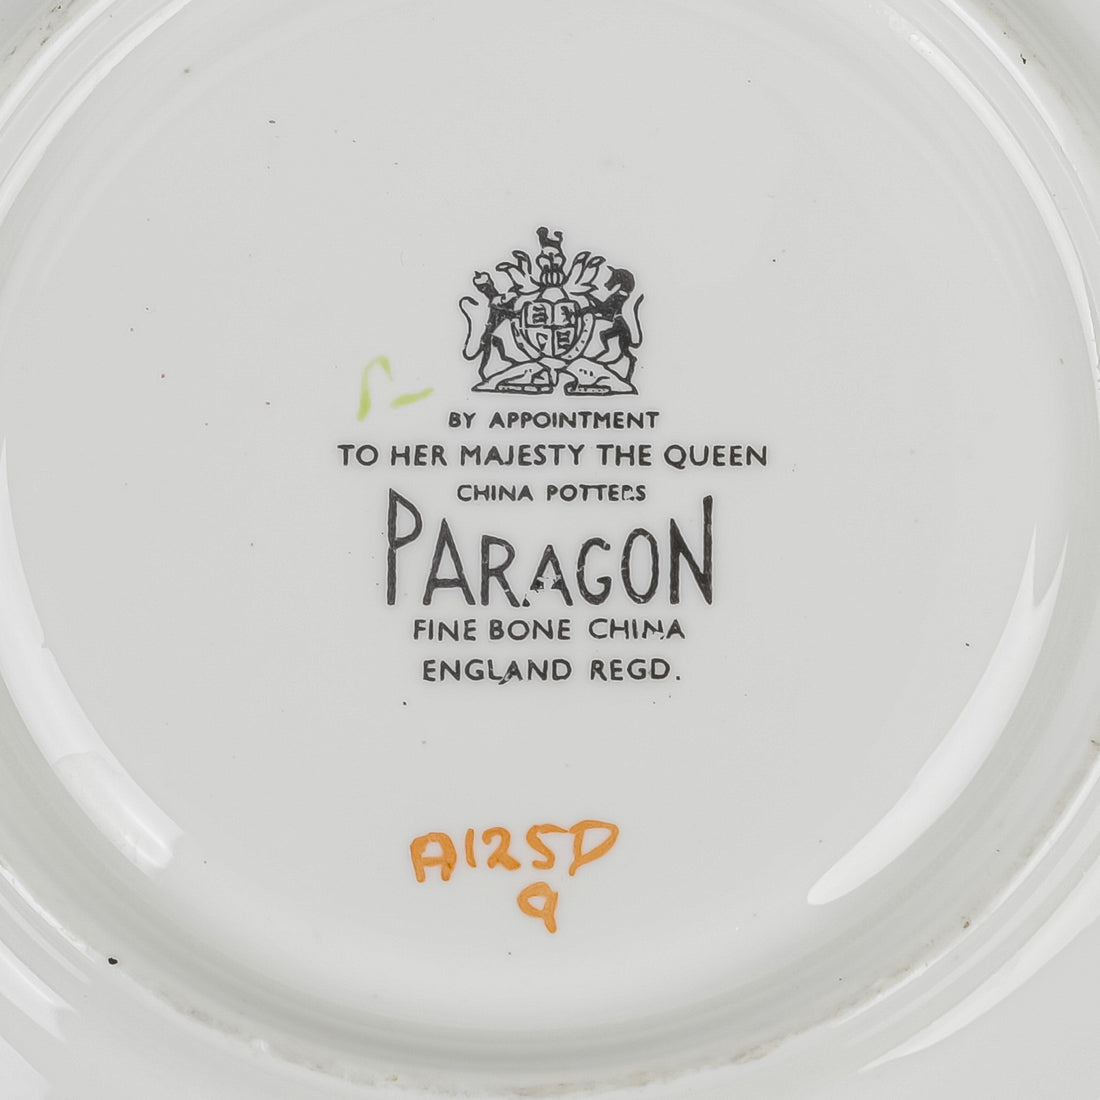 BY APPOINTMENT
TO HER MAJESTY THE QUEEN
CHINA POTTERS
PARAGON
FINE BONE CHINA
ENGLAND REGD.
A125D
9